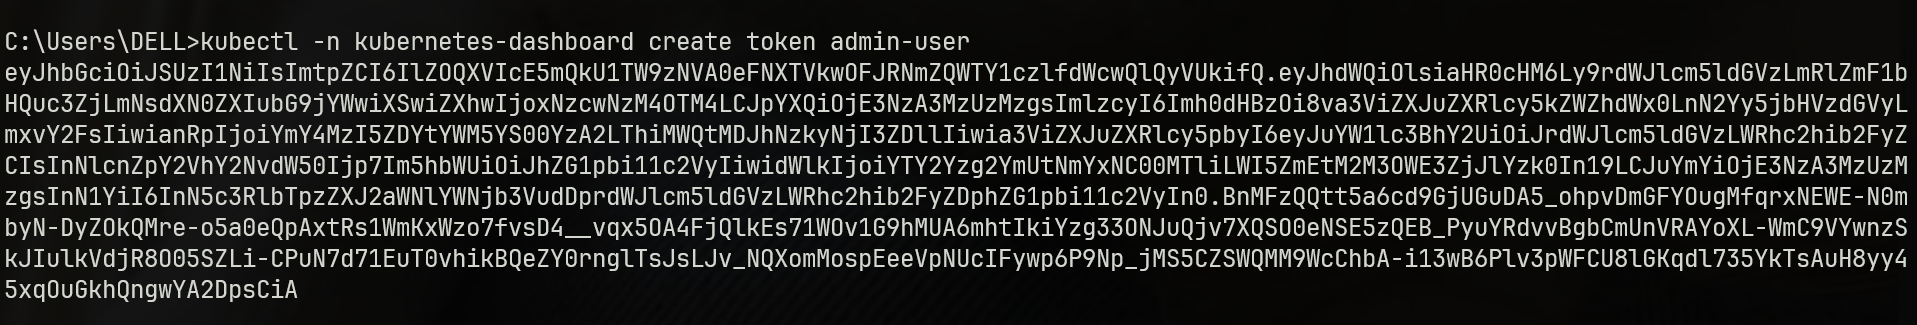 C:\Users\DELL>kubectl -n kubernetes-dashboard create token admin-user
eyJhbGciOiJSUzI1NiIsImtpZCI6IlZOQXVIcE5mQkU1TW9zNVA0eFNXTVkwOFJRNmZQWTY1czlfdWcwQlQyVUkifQ.eyJhdWQiOlsiaHR0cHM6Ly9rdWJlcm5ldGVzLmRlZmF1b
HQuc3ZjLmNsdXN0ZXIubG9jYWwiXSwiZXhwIjoxNzcwNzM4OTM4LCJpYXQiOjE3NzA3MzUzMzgsImlzcyI6Imh0dHBzOi8va3ViZXJuZXRlcy5kZWZhdWx0LnN2Yy5jbHVzdGVyL
mxvY2FsIiwianRpIjoiYmY4MzI5ZDYtYWM5YS00YzA2LThiMWQtMDJhNzkyNjI3ZDllIiwia3ViZXJuZXRlcy5pbyI6eyJuYW1lc3BhY2UiOiJrdWJlcm5ldGVzLWRhc2hib2FyZ
CIsInNlcnZpY2VhY2NvdW50Ijp7Im5hbWUiOiJhZG1pbi11c2VyIiwidWlkIjoiYTY2Yzg2YmUtNmYxNC00MTliLWI5ZmEtM2M3OWE3ZjJlYzk0In19LCJuYmYiOjE3NzA3MzUzM
zgsInN1YiI6InN5c3RlbTpzZXJ2aWNlYWNjb3VudDprdWJlcm5ldGVzLWRhc2hib2FyZDphZG1pbi11c2VyIn0.BnMFzQQtt5a6cd9GjUGuDA5_ohpvDmGFYOugMfqrxNEWE-N0m
byN-DyZOkQMre-o5a0eQpAxtRs1WmKxWzo7fvsD4__vqx5OA4FjQlkEs71WOv1G9hMUA6mhtIkiYzg33ONJuQjv7XQSO0eNSE5zQEB_PyuYRdvvBgbCmUnVRAYoXL-WmC9VYwnzS
kJIulkVdjR8O05SZLi-CPuN7d71EuT0vhikBQeZY0rnglTsJsLJv_NQXomMospEeeVpNUcIFywp6P9Np_jMS5CZSWQMM9WcChbA-i13wB6Plv3pWFCU8lGKqdl735YkTsAuH8yy4
5xqOuGkhQngwYA2DpsCiA